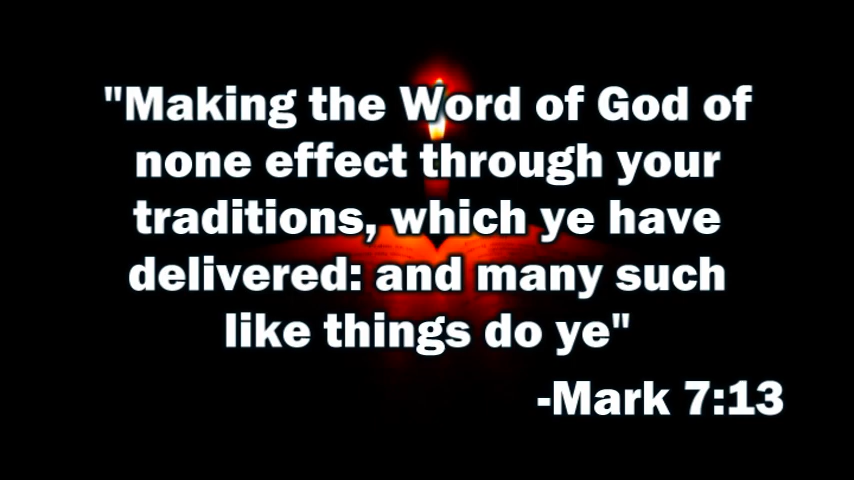 "Making the Word of God of
none effect through your
traditions, which ye have
delivered: and many such
like things do ye"
-Mark 7:13